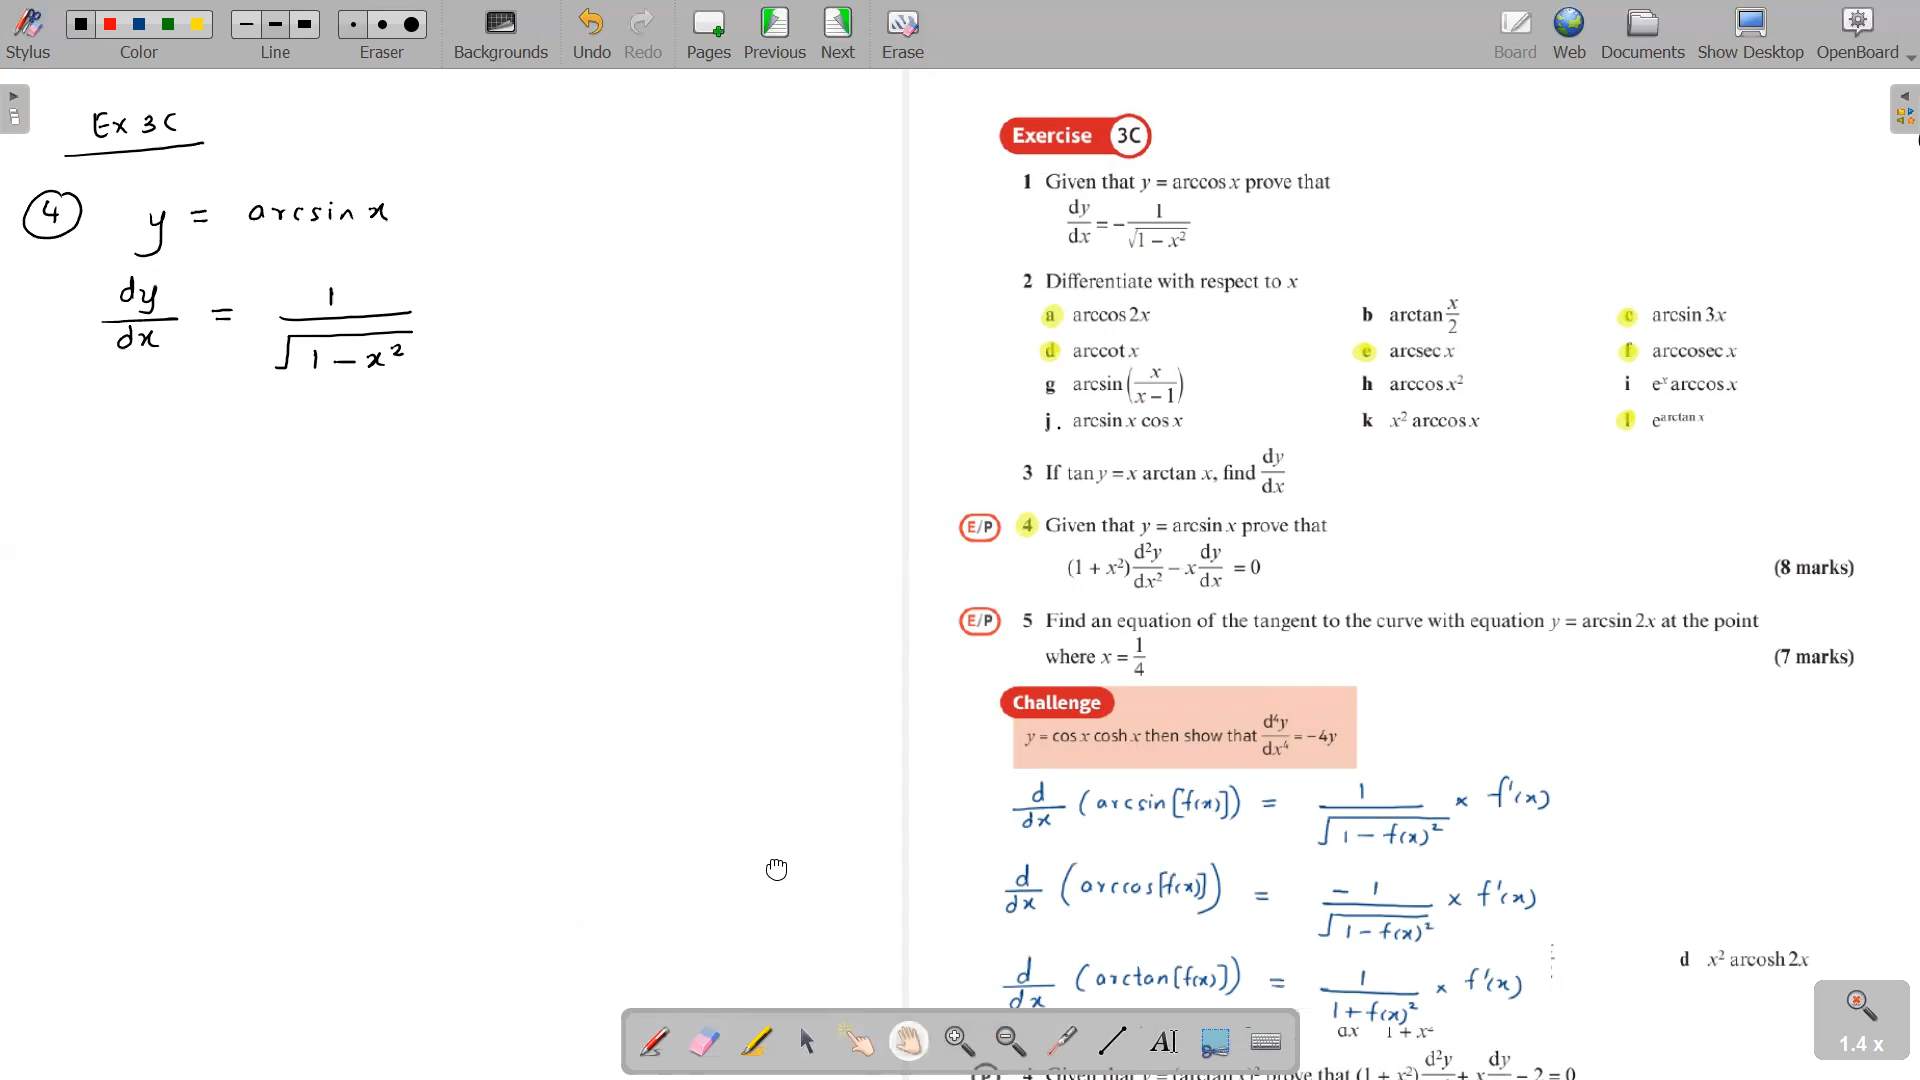 Stylus Color Line Eraser Backgrounds Undo Redo Pages Previous Next Erase Board Web Documents Show Desktop OpenBoard
Ex 3C
④ y = arcsin x
dy/dx = 1/√(1 − x²)
Exercise 3C
1 Given that y = arccos x prove that
dy/dx = −1/√(1 − x²)
2 Differentiate with respect to x
a arccos 2x b arctan x/2 c arcsin 3x
d arccot x e arcsec x f arccosec x
g arcsin(x/(x − 1)) h arccos x² i eˣ arccos x
j . arcsin x cos x k x² arccos x l e^(arctan x)
3 If tan y = x arctan x, find dy/dx
E/P 4 Given that y = arcsin x prove that
(1 + x²) d²y/dx² − x dy/dx = 0 (8 marks)
E/P 5 Find an equation of the tangent to the curve with equation y = arcsin 2x at the point
where x = 1/4 (7 marks)
Challenge
y = cos x cosh x then show that d⁴y/dx⁴ = −4y
d/dx (arcsin[f(x)]) = 1/√(1 − f(x)²) × f'(x)
d/dx (arccos[f(x)]) = −1/√(1 − f(x)²) × f'(x)
d x² arcosh 2x
d/dx (arctan[f(x)]) = 1/(1 + f(x)²) × f'(x)
1.4 x